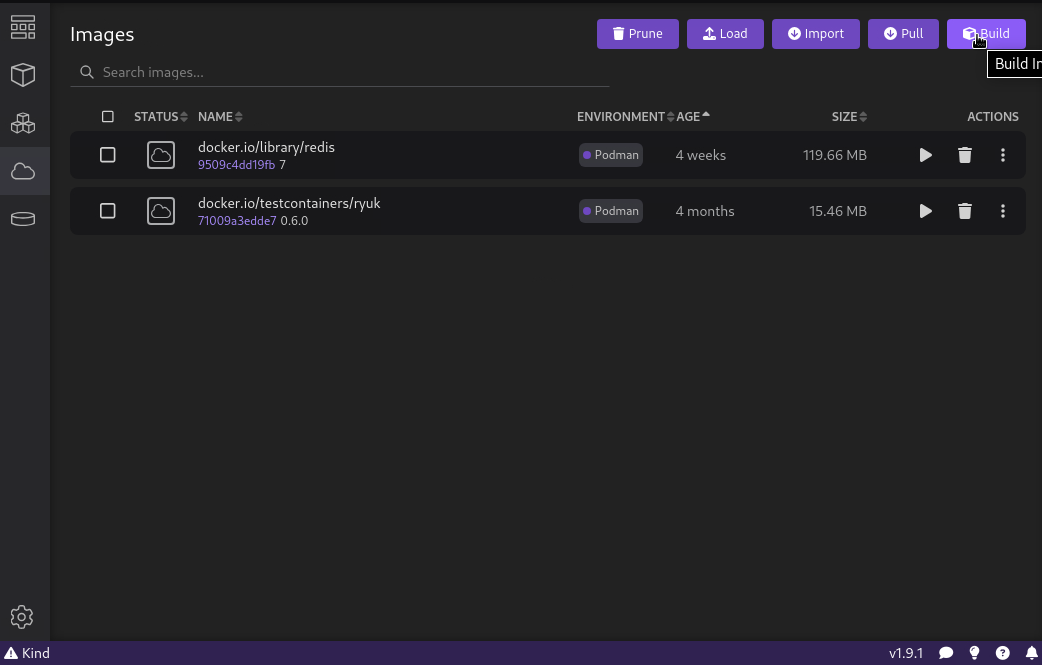 Images
Prune
Load
Import
Pull
Build
Search images...
Build In
STATUS NAME ENVIRONMENT AGE SIZE ACTIONS
docker.io/library/redis
9509c4dd19fb 7
Podman
4 weeks
119.66 MB
docker.io/testcontainers/ryuk
71009a3edde7 0.6.0
Podman
4 months
15.46 MB
Kind
v1.9.1